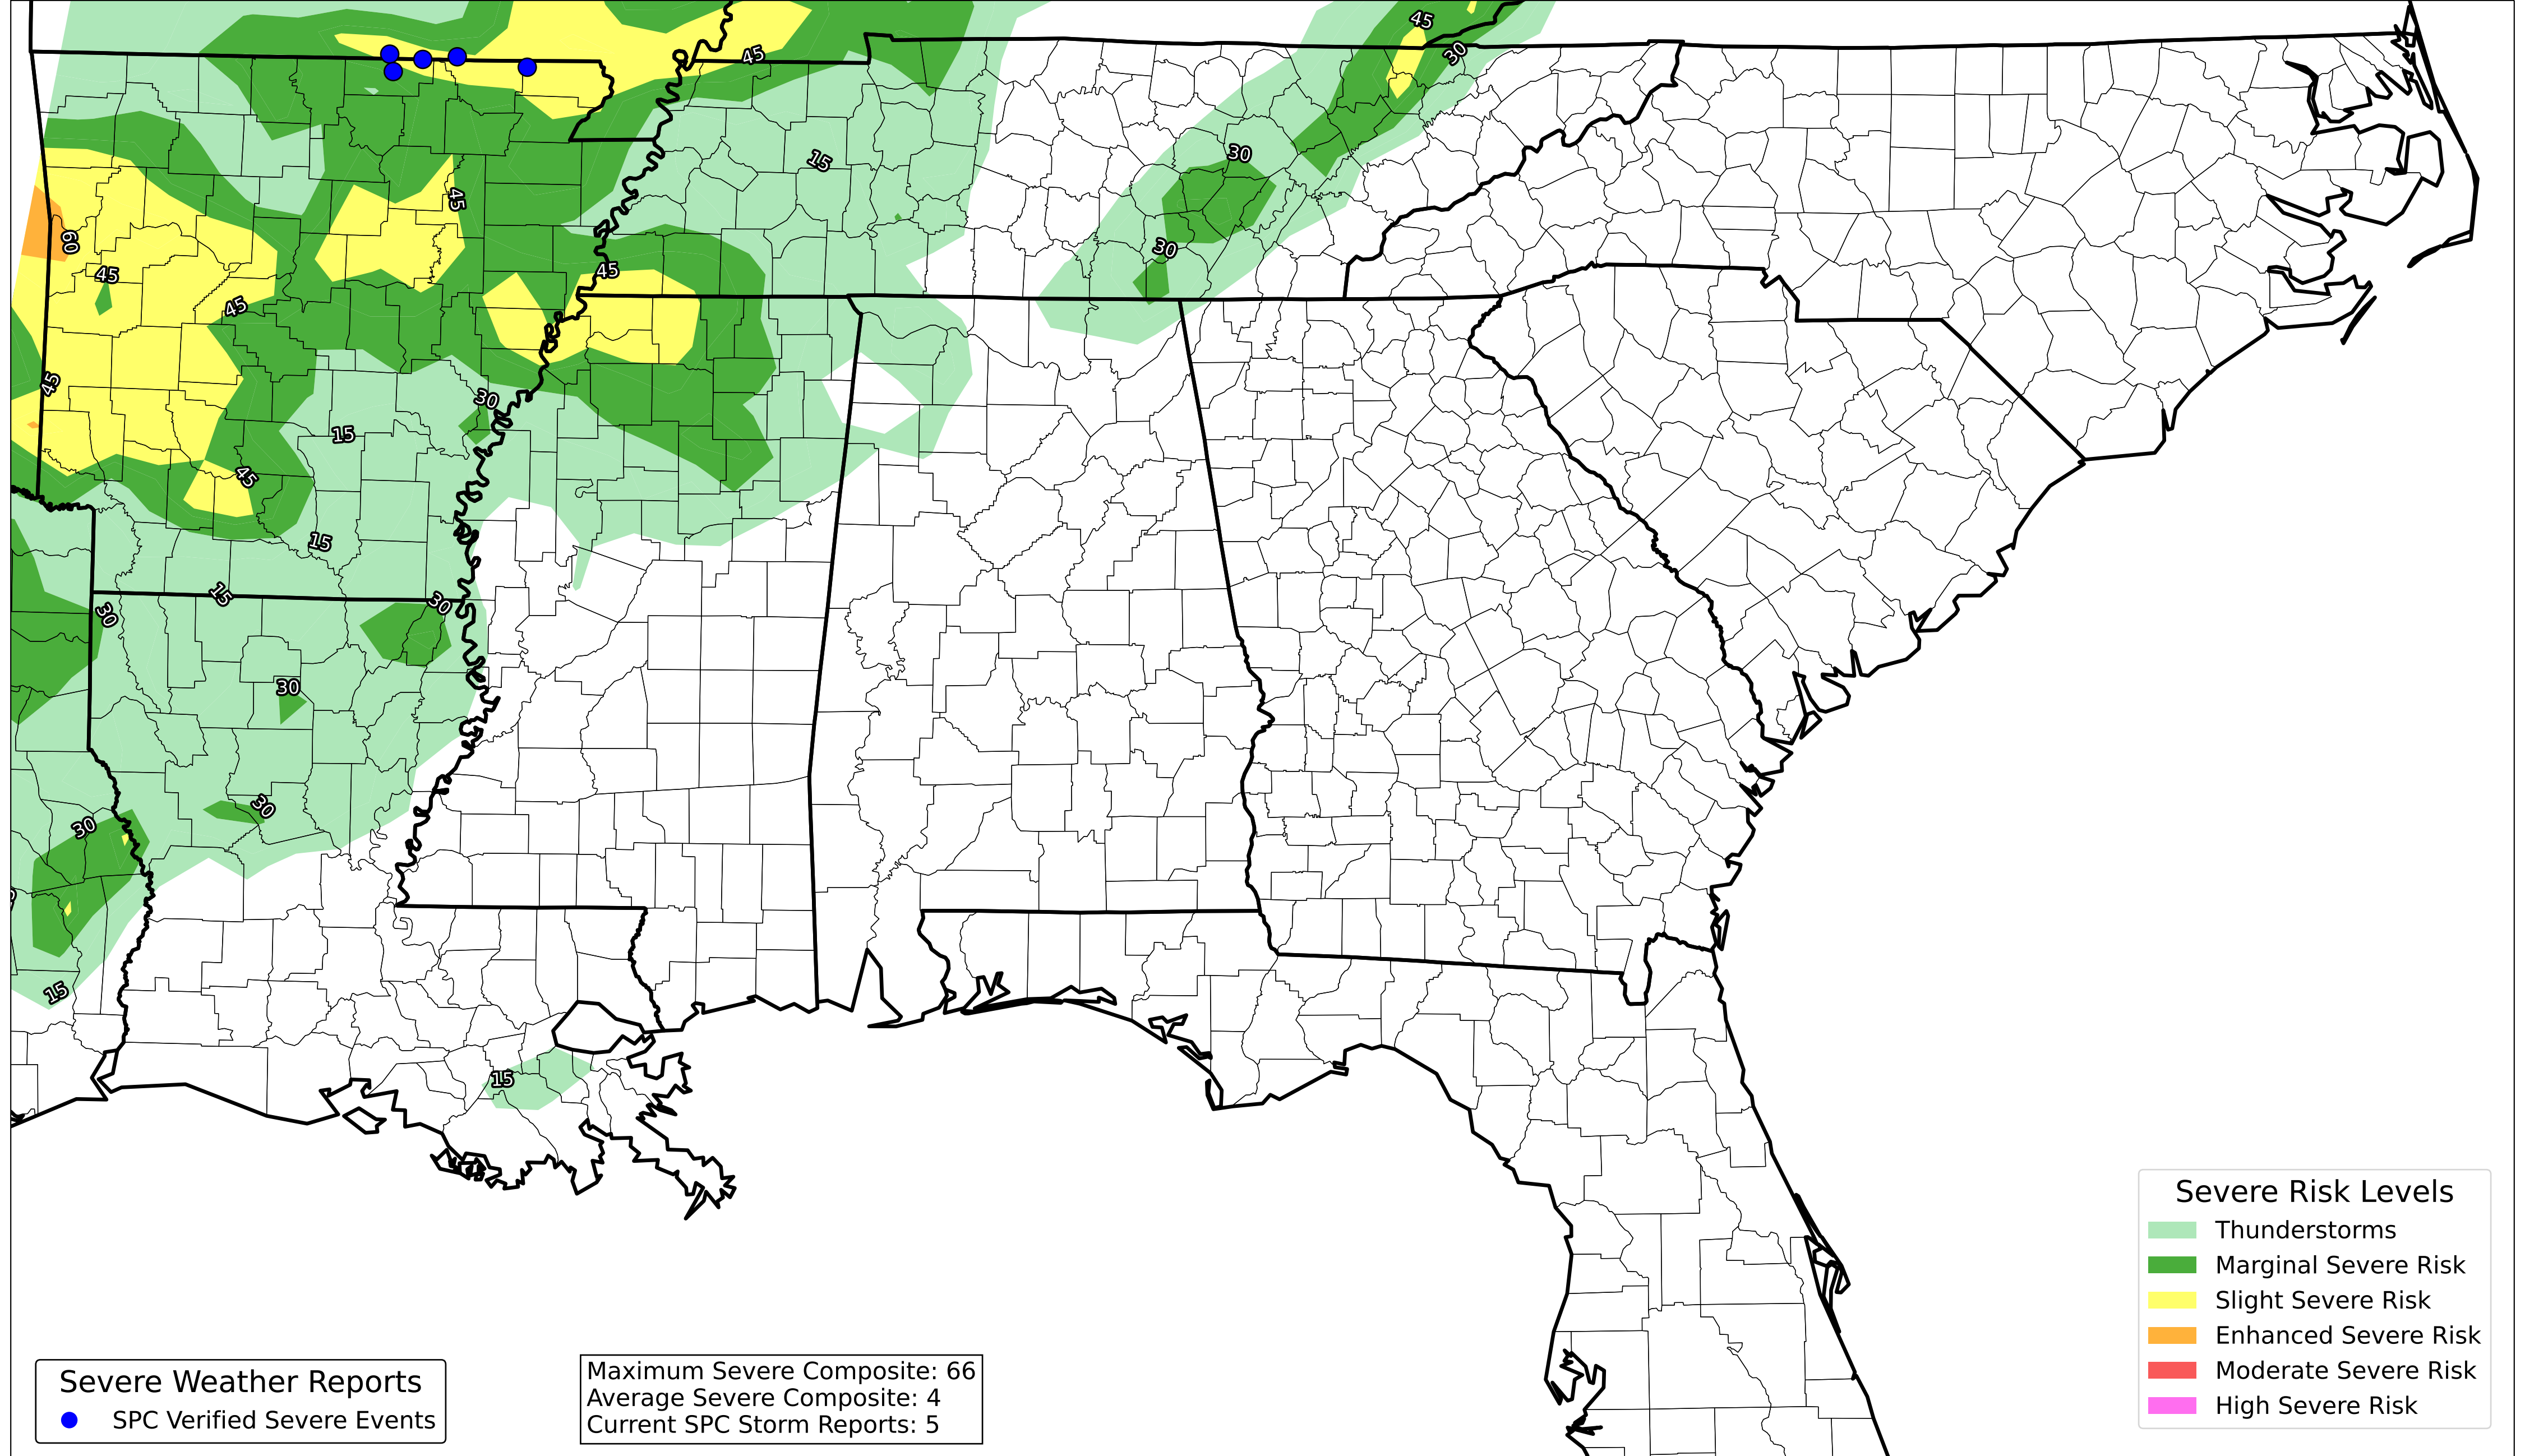 45
30
45
15
30
45
30
60
45
45
45
45
30
15
45
15
15
30
30
30
30
30
15
15
Severe Risk Levels
Thunderstorms
Marginal Severe Risk
Slight Severe Risk
Enhanced Severe Risk
Moderate Severe Risk
High Severe Risk
Severe Weather Reports
SPC Verified Severe Events
Maximum Severe Composite: 66
Average Severe Composite: 4
Current SPC Storm Reports: 5